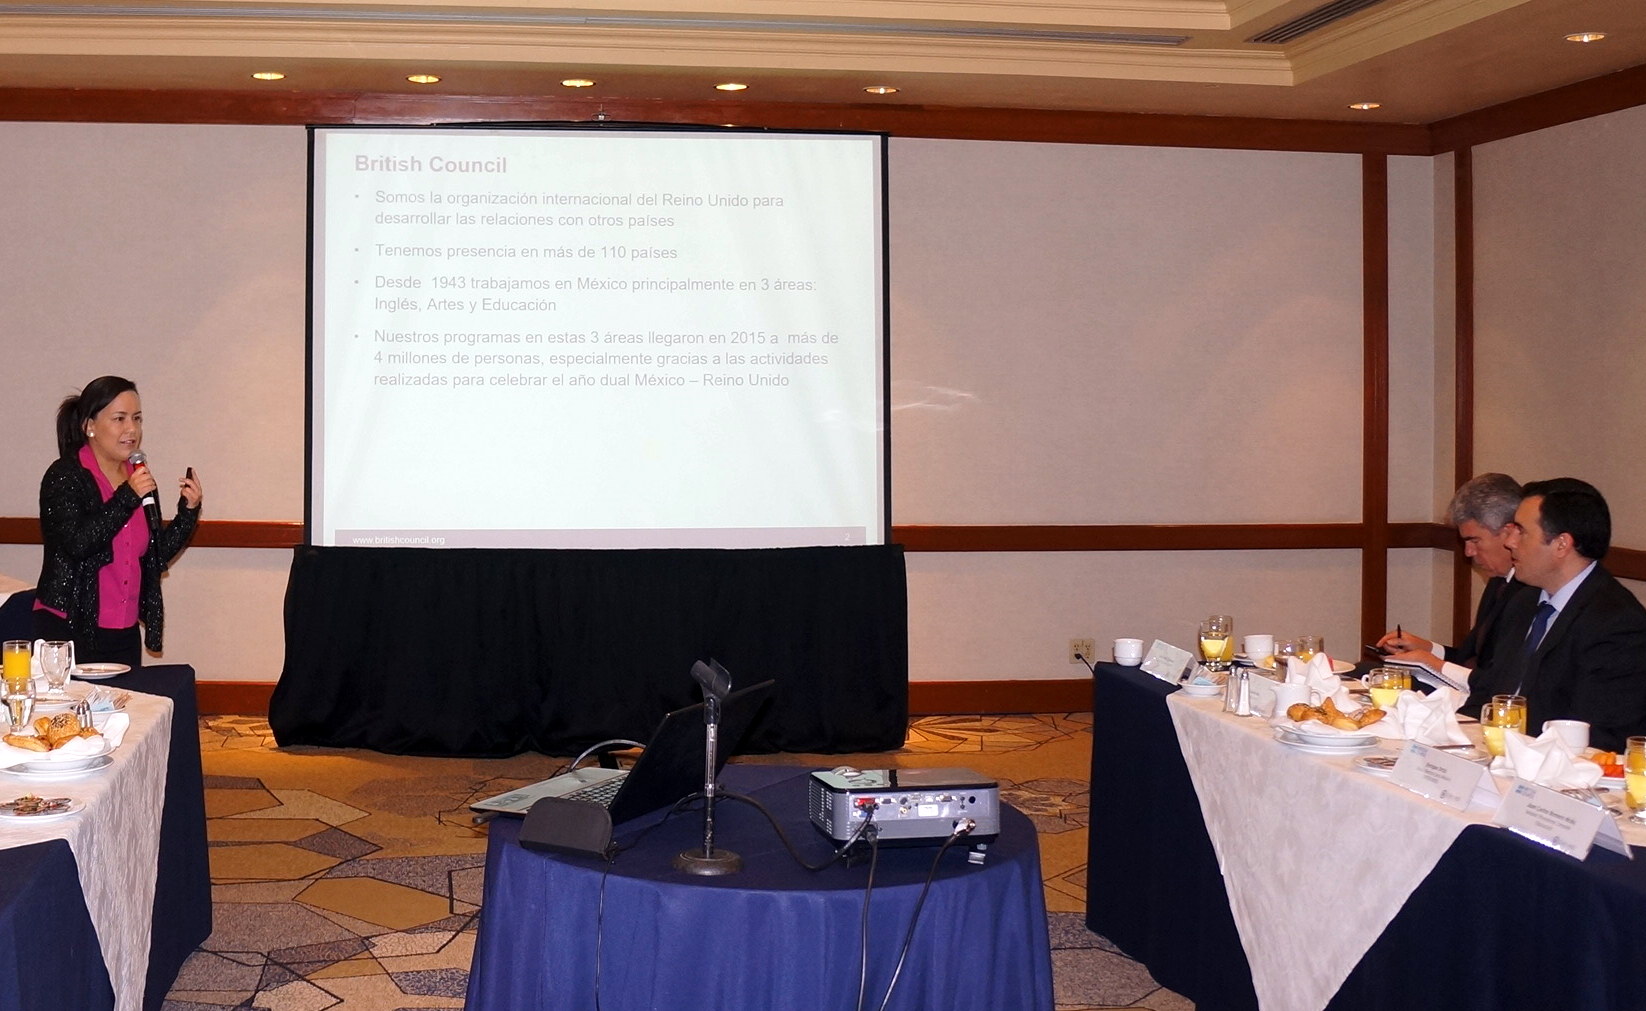 British Council
• Somos la organización internacional del Reino Unido para
desarrollar las relaciones con otros países
• Tenemos presencia en más de 110 países
• Desde 1943 trabajamos en México principalmente en 3 áreas:
Inglés, Artes y Educación
• Nuestros programas en estas 3 áreas llegaron en 2015 a más de
4 millones de personas, especialmente gracias a las actividades
realizadas para celebrar el año dual México – Reino Unido
www.britishcouncil.org
2